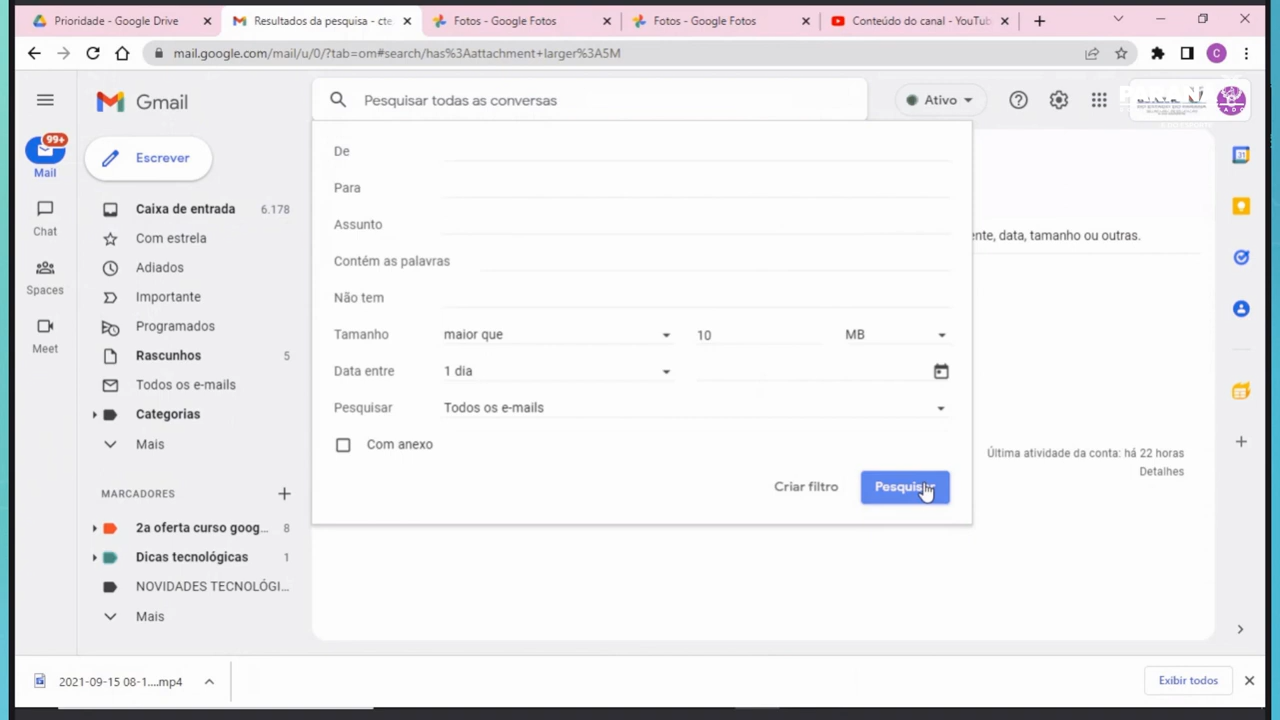 Prioridade - Google Drive
Resultados da pesquisa - cte
Fotos - Google Fotos
Fotos - Google Fotos
Conteúdo do canal - YouTub
mail.google.com/mail/u/0/?tab=om#search/has%3Aattachment+larger%3A5M
C
Gmail
Pesquisar todas as conversas
Ativo
99+
Mail
Chat
Spaces
Meet
Escrever
Caixa de entrada 6.178
Com estrela
Adiados
Importante
Programados
Rascunhos 5
Todos os e-mails
Categorias
Mais
MARCADORES
2a oferta curso goog... 8
Dicas tecnológicas 1
NOVIDADES TECNOLÓGI...
Mais
De
Para
Assunto
Contém as palavras
Não tem
Tamanho maior que 10 MB
Data entre 1 dia
Pesquisar Todos os e-mails
Com anexo
Criar filtro Pesquisar
ente, data, tamanho ou outras.
Última atividade da conta: há 22 horas
Detalhes
31
2021-09-15 08-1....mp4
Exibir todos